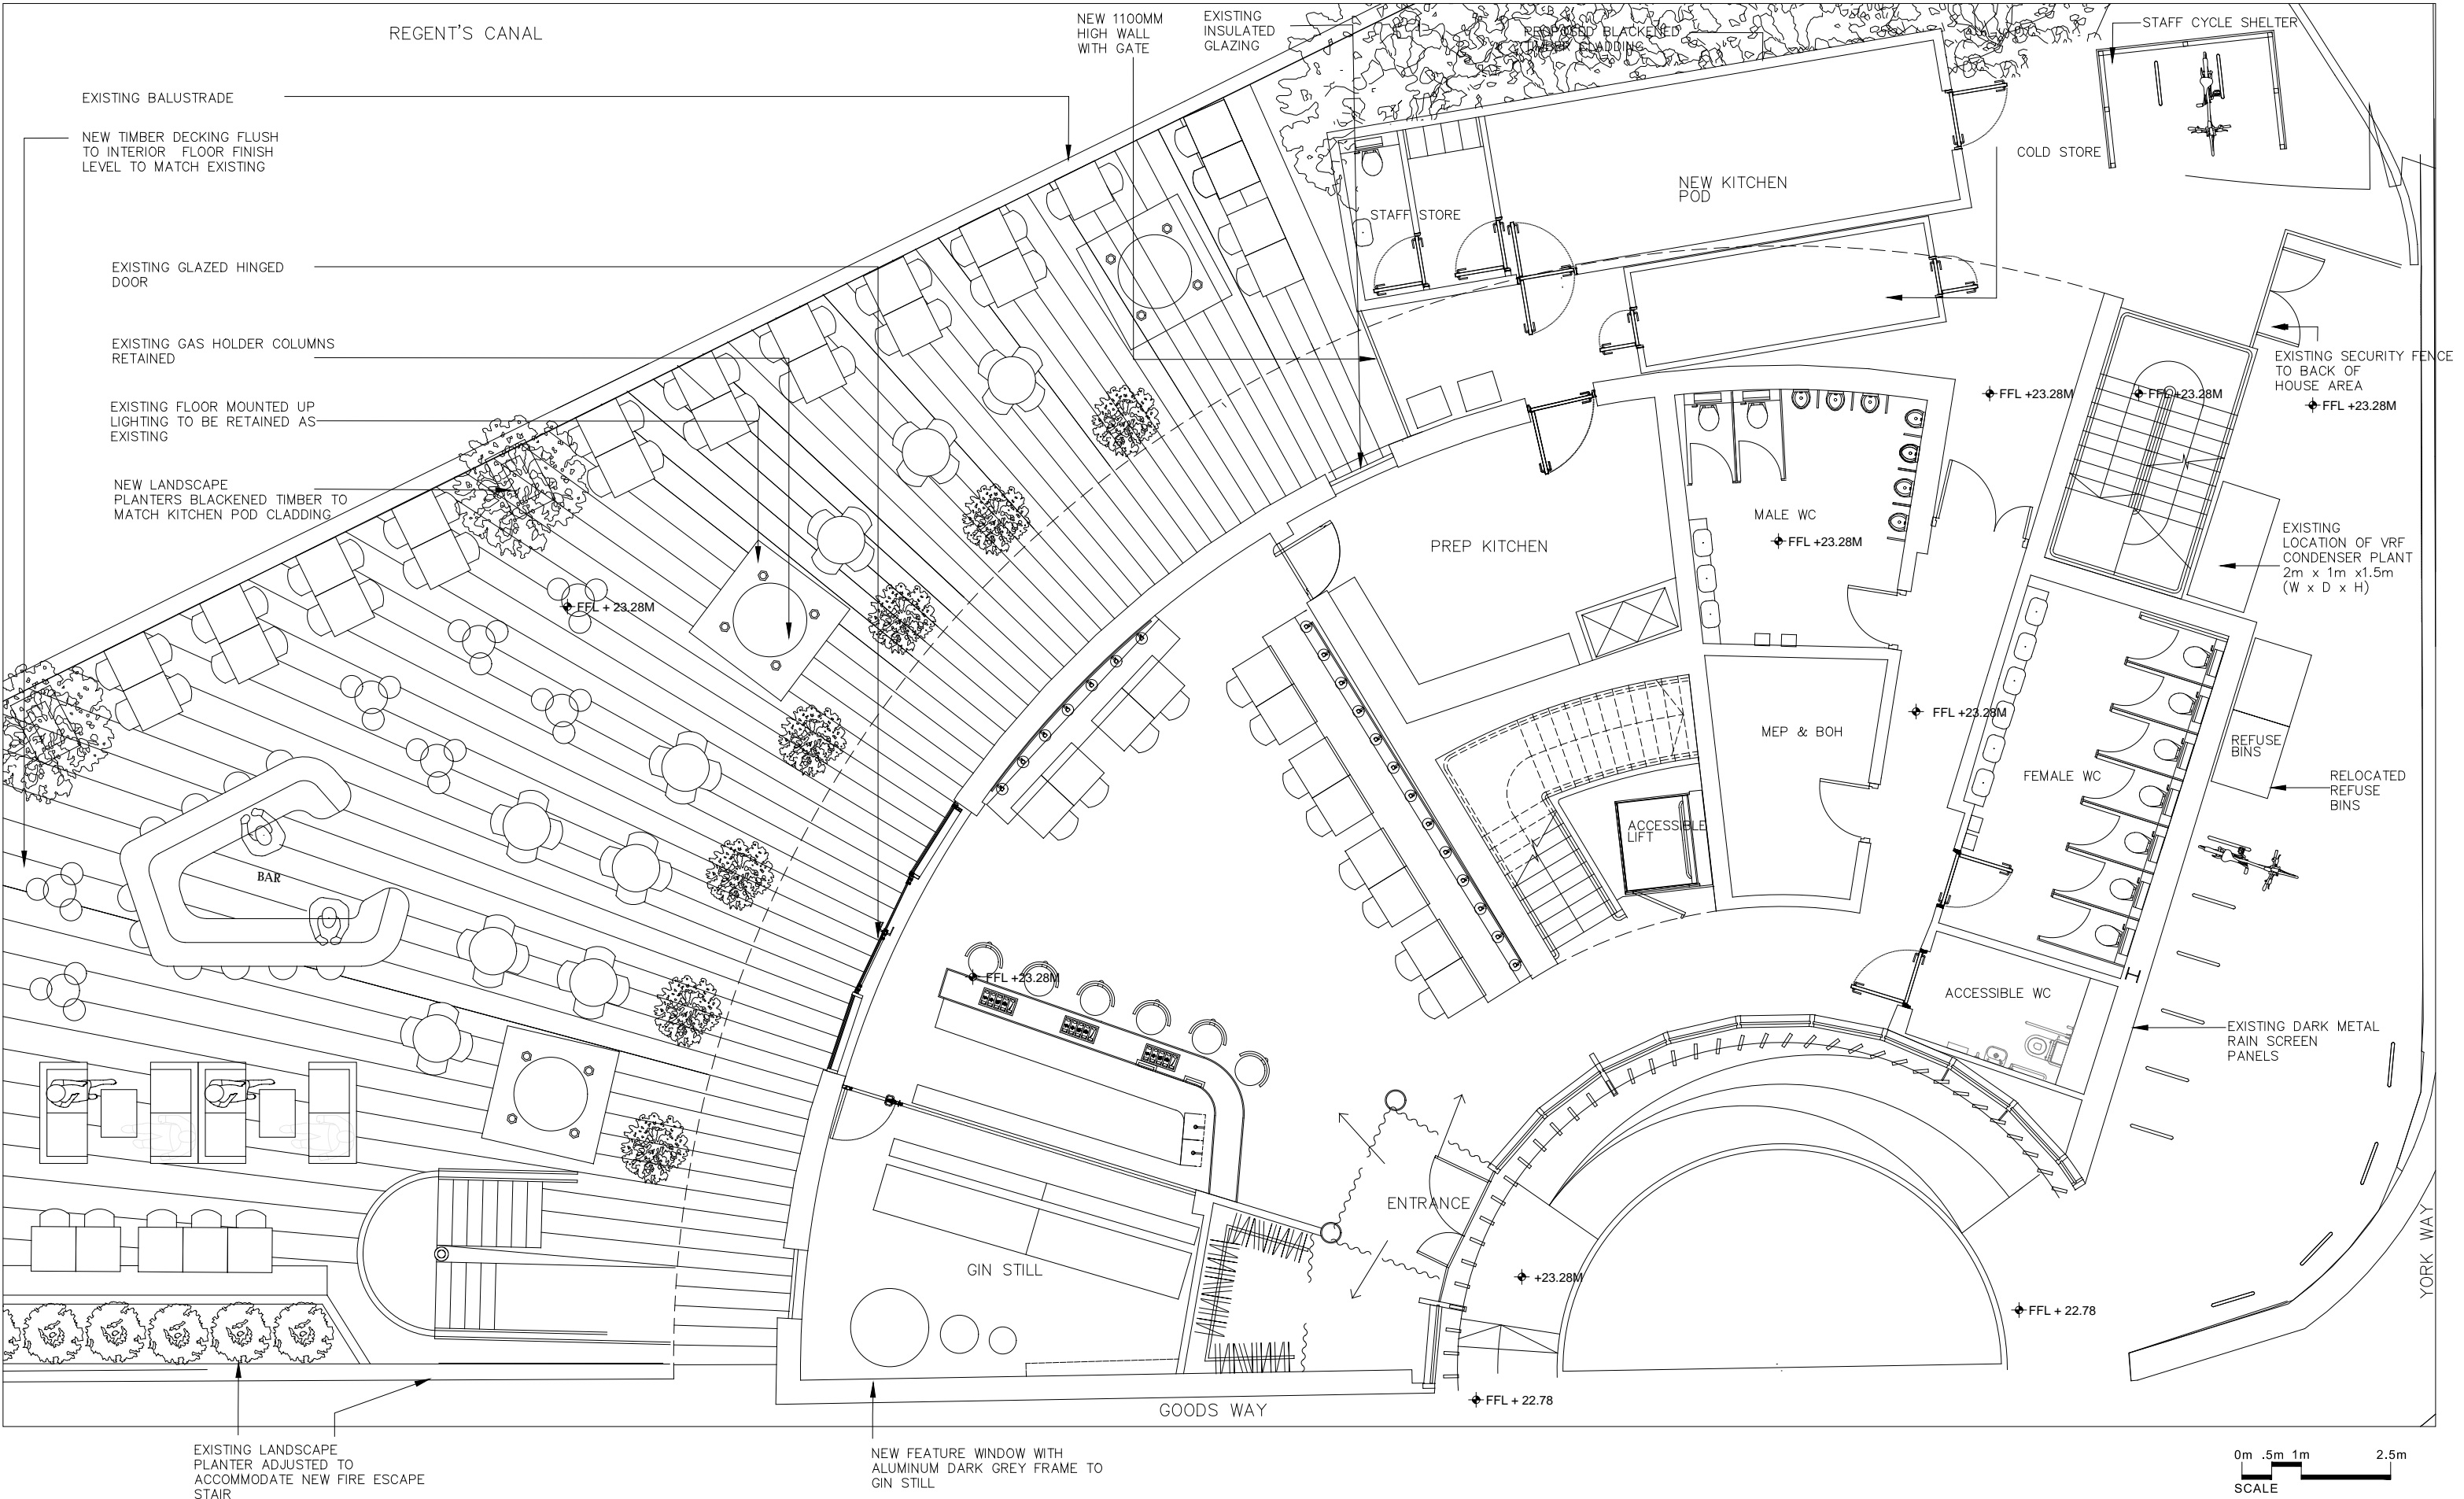 REGENT'S CANAL
NEW 1100MM
HIGH WALL
WITH GATE
EXISTING
INSULATED
GLAZING
PROPOSED BLACKENED
TIMBER CLADDING
STAFF CYCLE SHELTER
EXISTING BALUSTRADE
NEW TIMBER DECKING FLUSH
TO INTERIOR FLOOR FINISH
LEVEL TO MATCH EXISTING
COLD STORE
NEW KITCHEN
POD
STAFF STORE
EXISTING GLAZED HINGED
DOOR
EXISTING GAS HOLDER COLUMNS
RETAINED
EXISTING SECURITY FENCE
TO BACK OF
HOUSE AREA
FFL +23.28M
FFL +23.28M
FFL +23.28M
EXISTING FLOOR MOUNTED UP
LIGHTING TO BE RETAINED AS
EXISTING
NEW LANDSCAPE
PLANTERS BLACKENED TIMBER TO
MATCH KITCHEN POD CLADDING
MALE WC
FFL +23.28M
PREP KITCHEN
EXISTING
LOCATION OF VRF
CONDENSER PLANT
2m x 1m x1.5m
(W x D x H)
FFL + 23.28M
FFL +23.28M
MEP & BOH
REFUSE
BINS
FEMALE WC
RELOCATED
REFUSE
BINS
ACCESSIBLE
LIFT
BAR
FFL +23.28M
ACCESSIBLE WC
EXISTING DARK METAL
RAIN SCREEN
PANELS
ENTRANCE
GIN STILL
+23.28M
FFL + 22.78
YORK WAY
FFL + 22.78
GOODS WAY
EXISTING LANDSCAPE
PLANTER ADJUSTED TO
ACCOMMODATE NEW FIRE ESCAPE
STAIR
NEW FEATURE WINDOW WITH
ALUMINUM DARK GREY FRAME TO
GIN STILL
0m .5m 1m 2.5m
SCALE